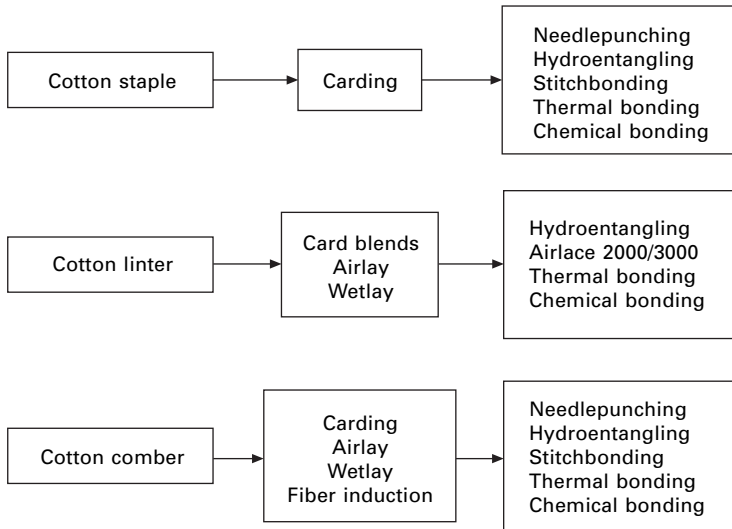 Cotton staple
Carding
Needlepunching
Hydroentangling
Stitchbonding
Thermal bonding
Chemical bonding
Cotton linter
Card blends
Airlay
Wetlay
Hydroentangling
Airlace 2000/3000
Thermal bonding
Chemical bonding
Cotton comber
Carding
Airlay
Wetlay
Fiber induction
Needlepunching
Hydroentangling
Stitchbonding
Thermal bonding
Chemical bonding